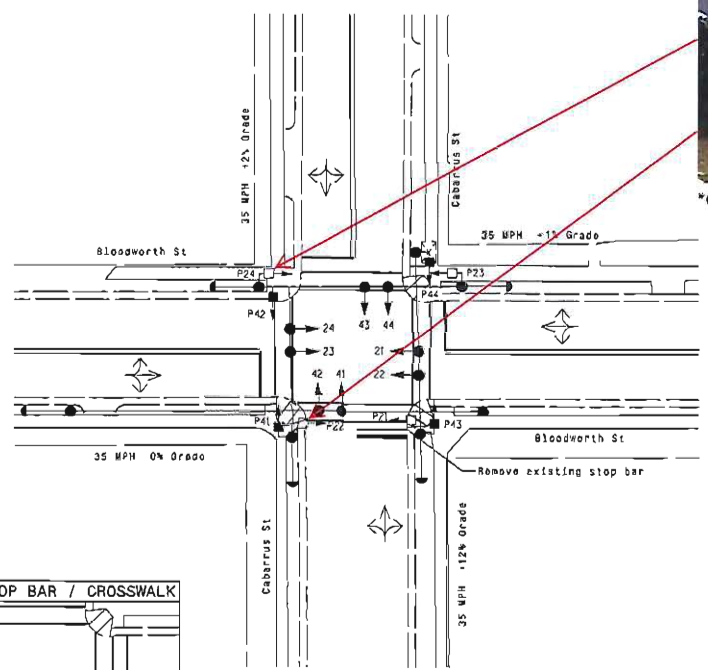 35 MPH +2% Grade
Cabarrus St
35 MPH +1% Grade
Bloodworth St
P24
P23
P44
P42
43
44
24
23
21
22
42
41
P41
P22
P21
P43
Bloodworth St
35 MPH 0% Grade
Remove existing stop bar
Cabarrus St
35 MPH +12% Grade
OP BAR / CROSSWALK